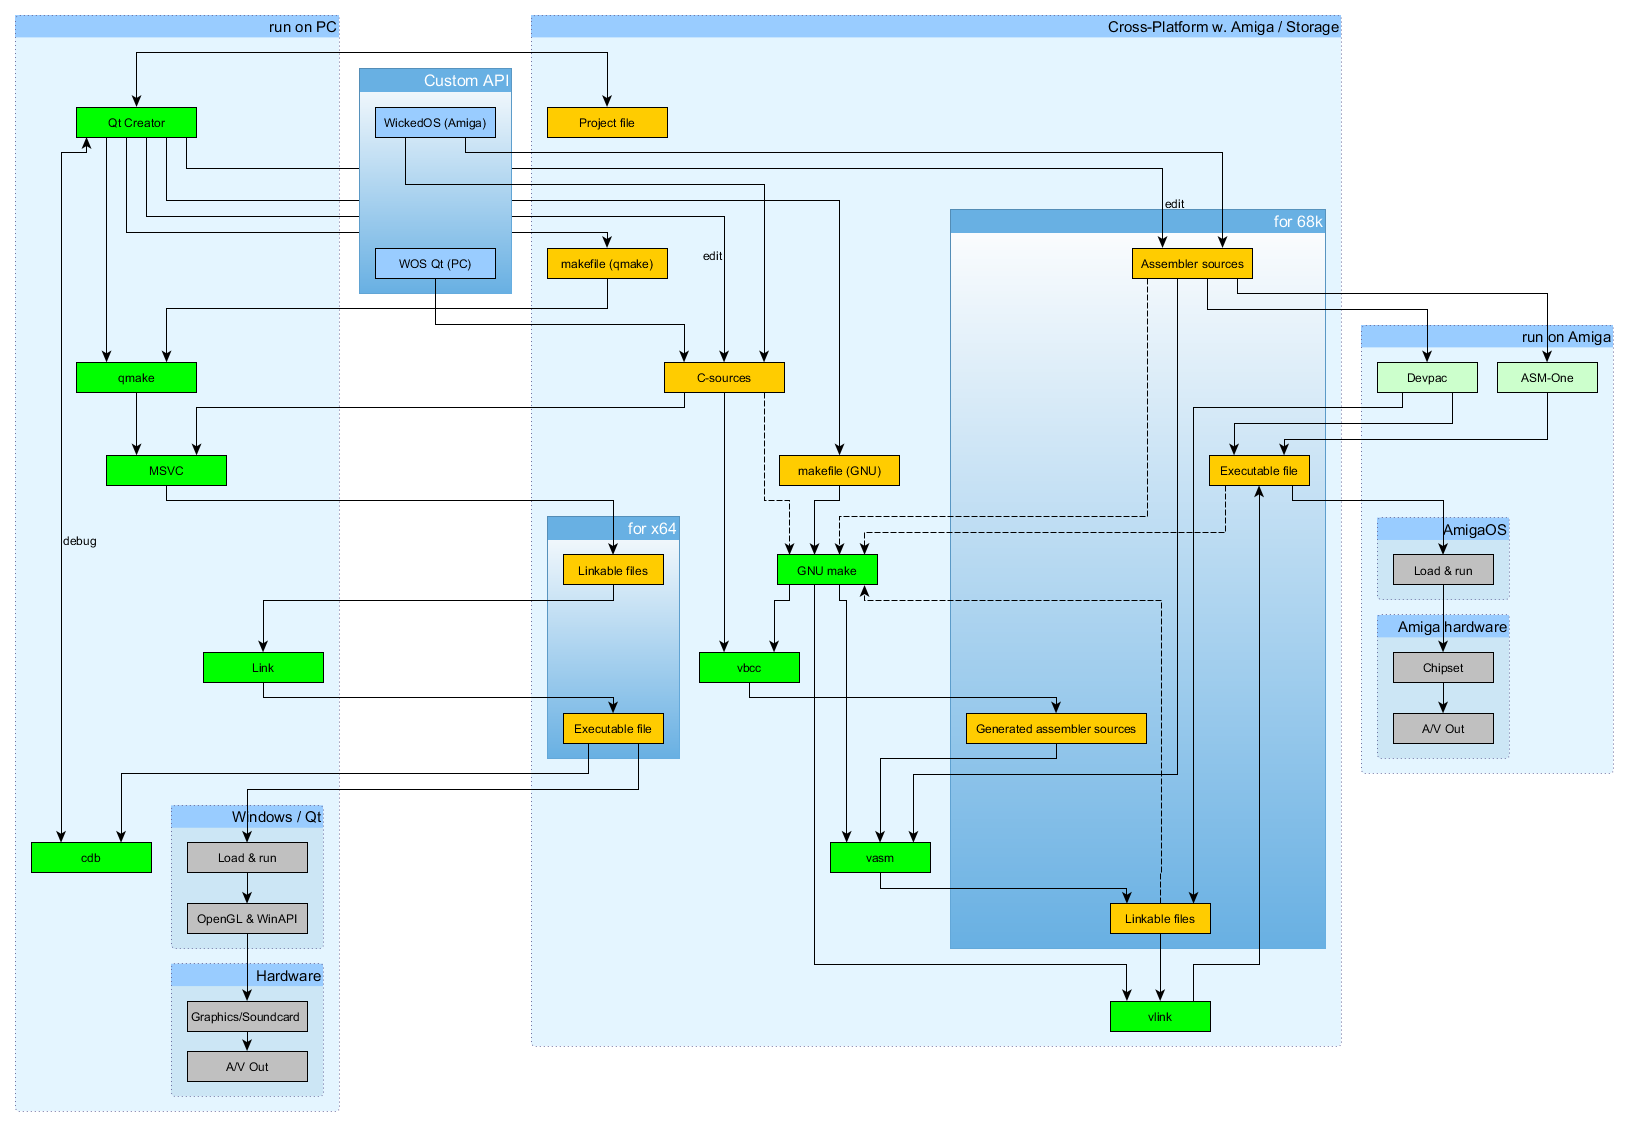 run on PC
Cross-Platform w. Amiga / Storage
Custom API
Qt Creator
WickedOS (Amiga)
Project file
edit
for 68k
edit
WOS Qt (PC)
makefile (qmake)
Assembler sources
run on Amiga
qmake
C-sources
Devpac
ASM-One
MSVC
makefile (GNU)
Executable file
for x64
AmigaOS
debug
Linkable files
GNU make
Load & run
Amiga hardware
Link
vbcc
Chipset
Executable file
Generated assembler sources
A/V Out
Windows / Qt
cdb
Load & run
vasm
OpenGL & WinAPI
Linkable files
Hardware
Graphics/Soundcard
vlink
A/V Out